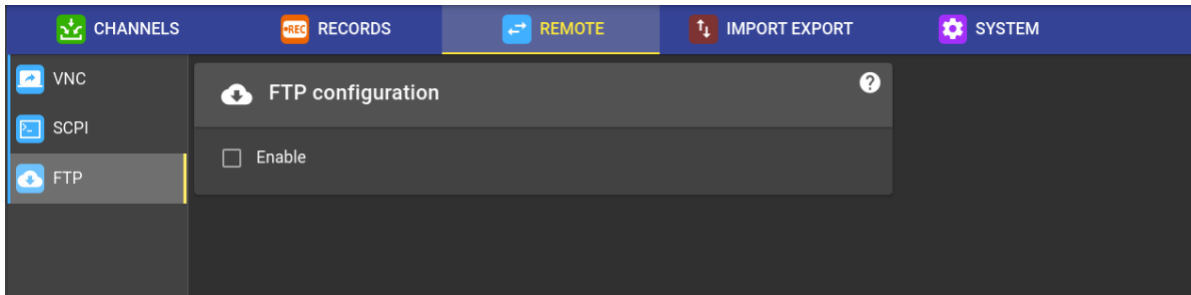 CHANNELS REC RECORDS REMOTE IMPORT EXPORT SYSTEM
VNC
FTP configuration ?
SCPI
Enable
FTP